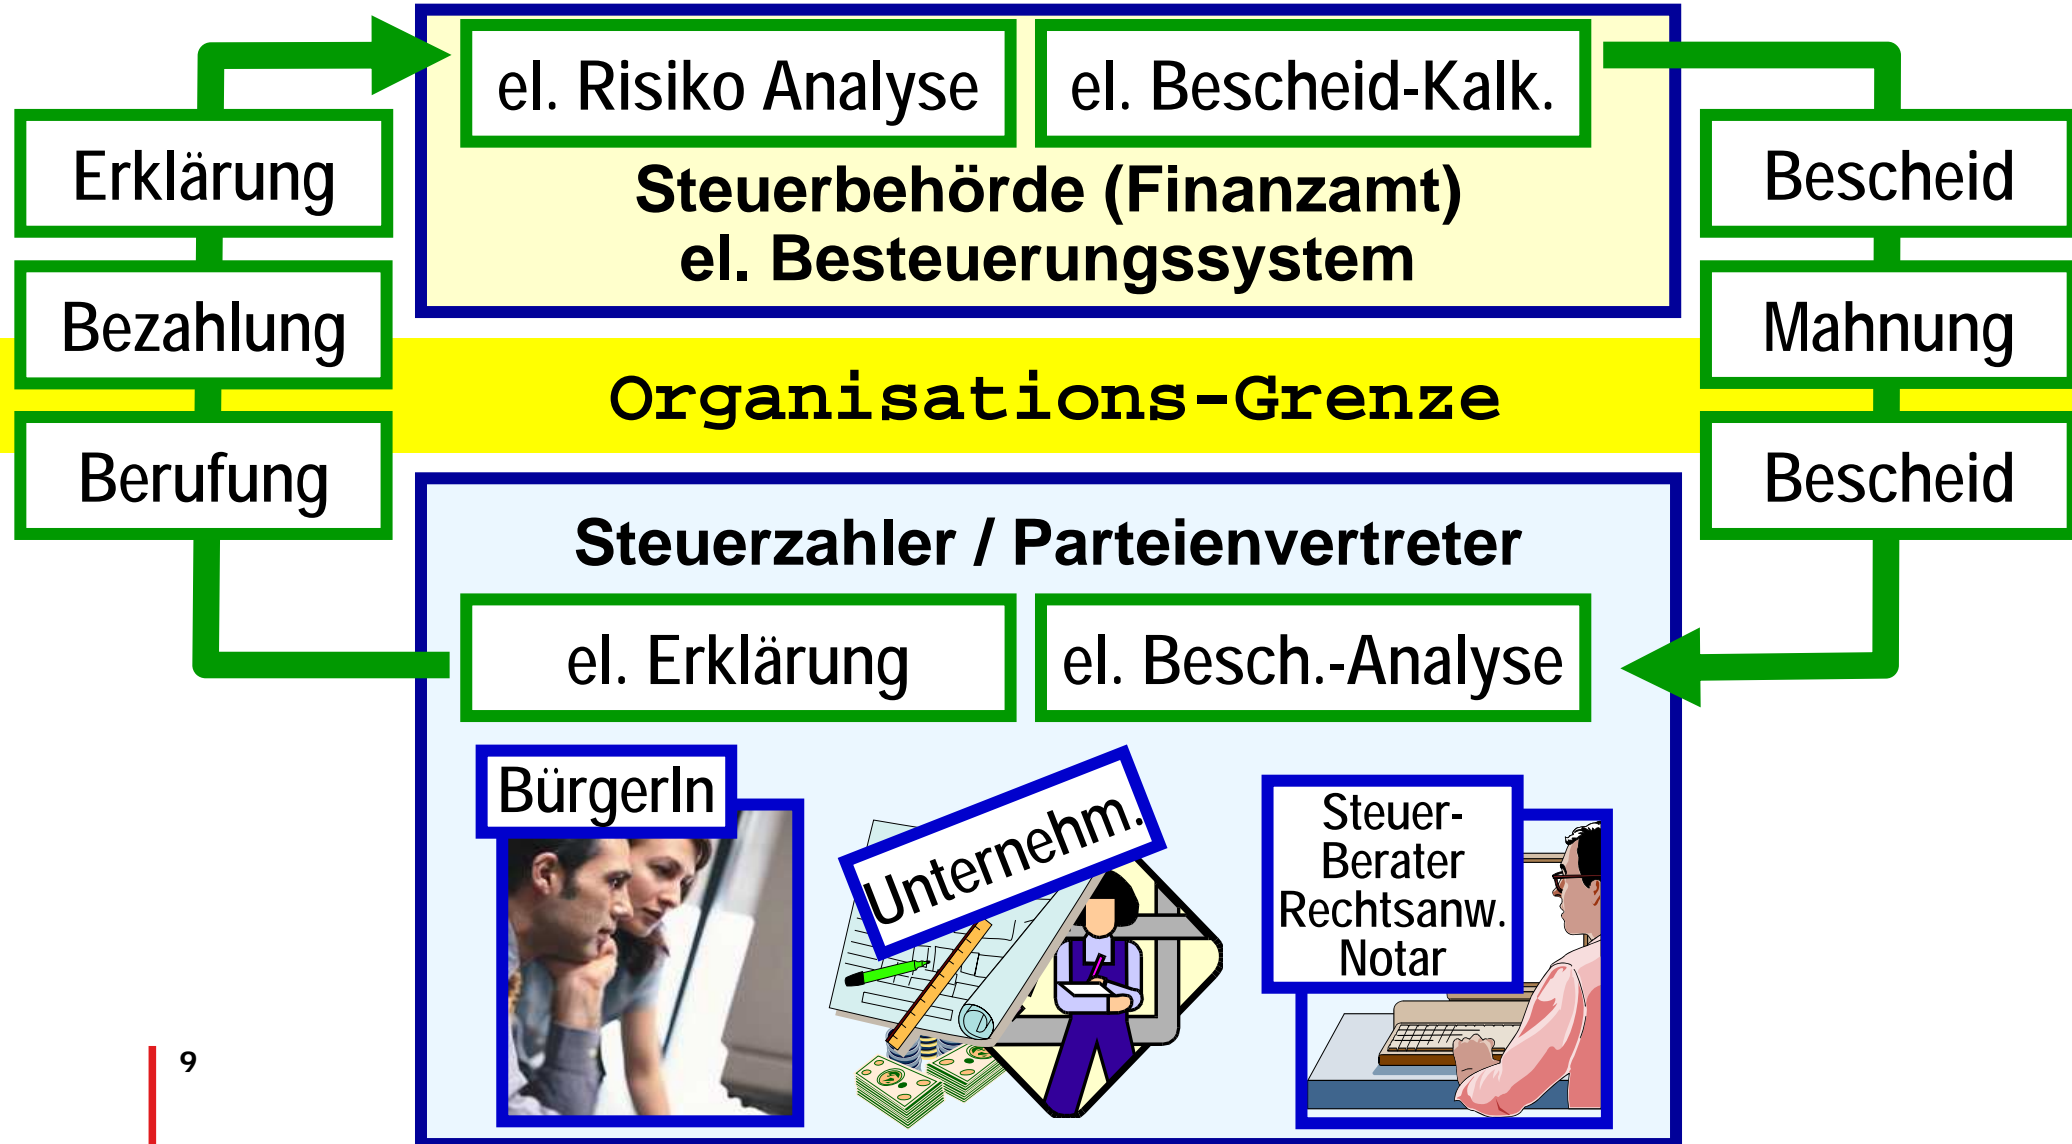 el. Risiko Analyse
el. Bescheid-Kalk.
Steuerbehörde (Finanzamt)
el. Besteuerungssystem
Erklärung
Bezahlung
Berufung
Organisations-Grenze
Bescheid
Mahnung
Bescheid
Steuerzahler / Parteienvertreter
el. Erklärung
el. Besch.-Analyse
BürgerIn
Unternehm.
Steuer-
Berater
Rechtsanw.
Notar
9